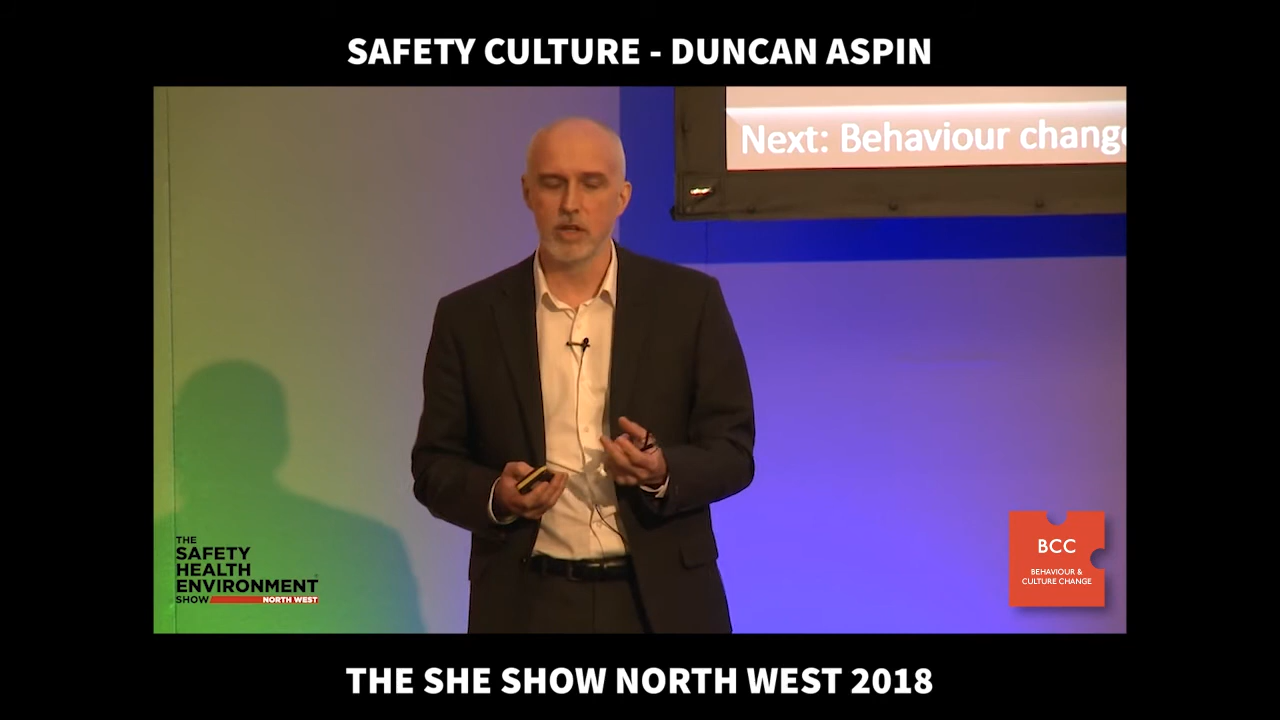 SAFETY CULTURE - DUNCAN ASPIN
Next: Behaviour change
THE
SAFETY
HEALTH
ENVIRONMENT
SHOW NORTH WEST
BCC
BEHAVIOUR &
CULTURE CHANGE
THE SHE SHOW NORTH WEST 2018